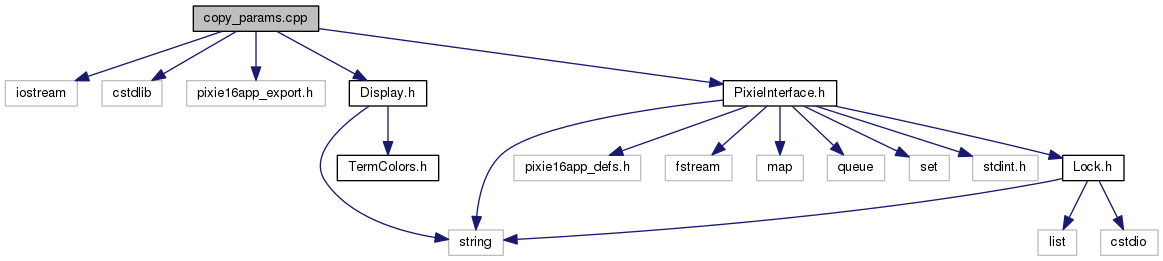 copy_params.cpp
iostream
cstdlib
pixie16app_export.h
Display.h
PixieInterface.h
TermColors.h
pixie16app_defs.h
fstream
map
queue
set
stdint.h
Lock.h
string
list
cstdio